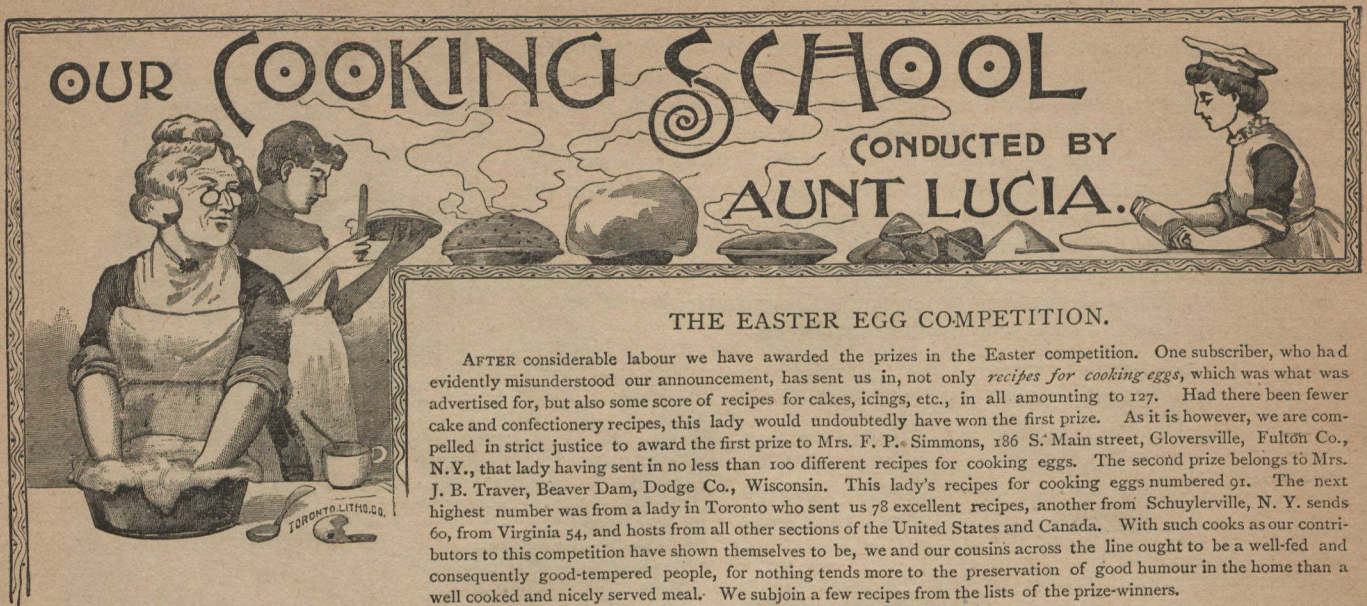 OUR COOKING SCHOOL
CONDUCTED BY
AUNT LUCIA.
TORONTO.LITHO.CO.
THE EASTER EGG COMPETITION.
AFTER considerable labour we have awarded the prizes in the Easter competition. One subscriber, who had
evidently misunderstood our announcement, has sent us in, not only recipes for cooking eggs, which was what was
advertised for, but also some score of recipes for cakes, icings, etc., in all amounting to 127. Had there been fewer
cake and confectionery recipes, this lady would undoubtedly have won the first prize. As it is however, we are com-
pelled in strict justice to award the first prize to Mrs. F. P. Simmons, 186 S. Main street, Gloversville, Fulton Co.,
N.Y., that lady having sent in no less than 100 different recipes for cooking eggs. The second prize belongs to Mrs.
J. B. Traver, Beaver Dam, Dodge Co., Wisconsin. This lady's recipes for cooking eggs numbered 91. The next
highest number was from a lady in Toronto who sent us 78 excellent recipes, another from Schuylerville, N. Y. sends
60, from Virginia 54, and hosts from all other sections of the United States and Canada. With such cooks as our contri-
butors to this competition have shown themselves to be, we and our cousins across the line ought to be a well-fed and
consequently good-tempered people, for nothing tends more to the preservation of good humour in the home than a
well cooked and nicely served meal. We subjoin a few recipes from the lists of the prize-winners.